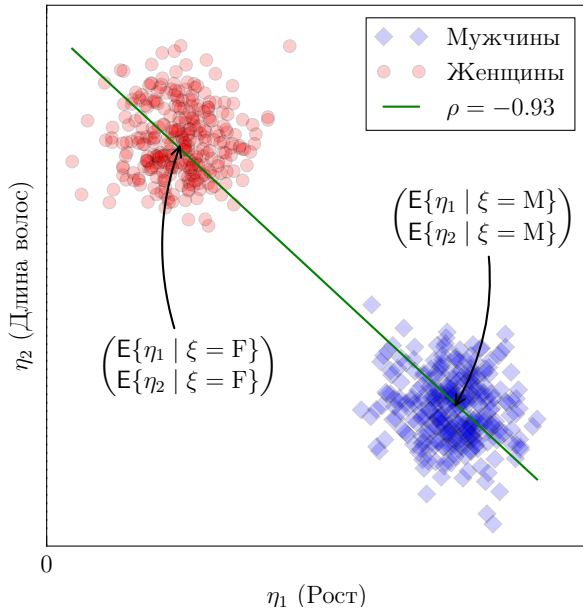 Мужчины
Женщины
ρ = −0.93
E{η₁ | ξ = M}
E{η₂ | ξ = M}
η₂ (Длина волос)
E{η₁ | ξ = F}
E{η₂ | ξ = F}
0
η₁ (Рост)